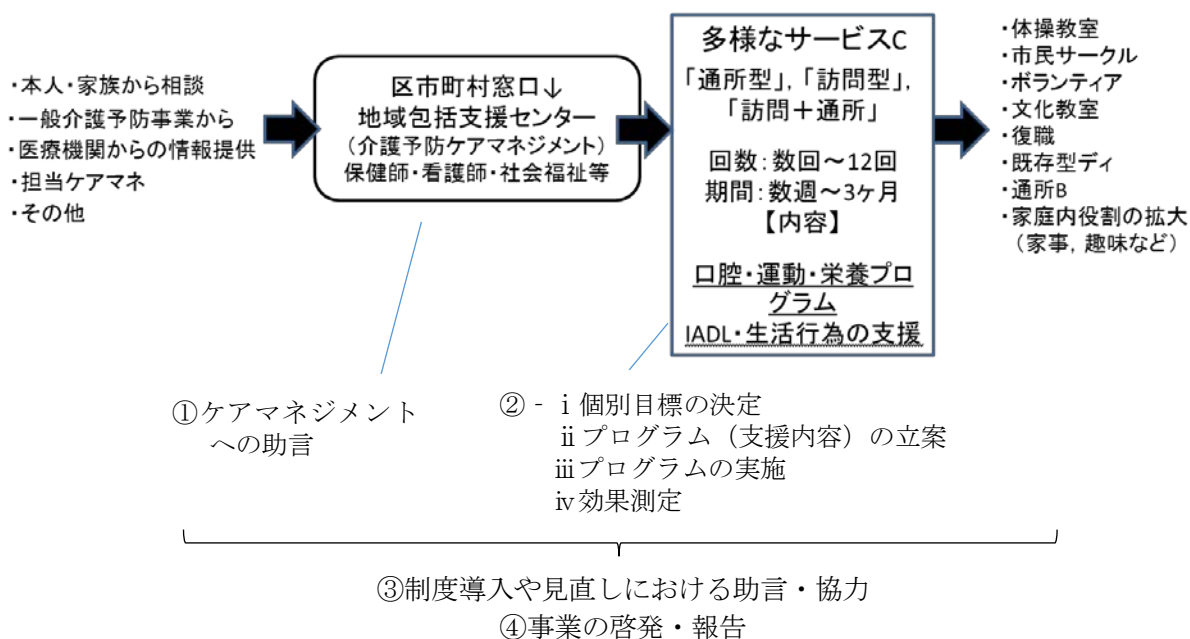 ・本人・家族から相談
・一般介護予防事業から
・医療機関からの情報提供
・担当ケアマネ
・その他
区市町村窓口↓
地域包括支援センター
（介護予防ケアマネジメント）
保健師・看護師・社会福祉等
多様なサービスC
「通所型」，「訪問型」，
「訪問＋通所」
回数：数回～12回
期間：数週～3ヶ月
【内容】
口腔・運動・栄養プロ
グラム
IADL・生活行為の支援
・体操教室
・市民サークル
・ボランティア
・文化教室
・復職
・既存型ディ
・通所B
・家庭内役割の拡大
（家事，趣味など）
①ケアマネジメント
への助言
②‐ⅰ個別目標の決定
ⅱプログラム（支援内容）の立案
ⅲプログラムの実施
ⅳ効果測定
③制度導入や見直しにおける助言・協力
④事業の啓発・報告